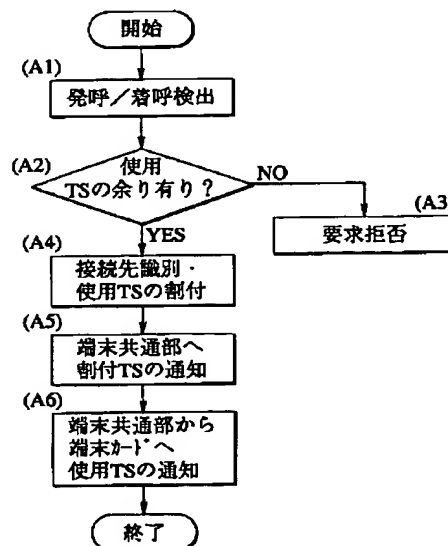 開始
(A1)
発呼／着呼検出
(A2)
使用
TSの余り有り？
NO
(A3)
要求拒否
YES
(A4)
接続先識別・
使用TSの割付
(A5)
端末共通部へ
割付TSの通知
(A6)
端末共通部から
端末ｶｰﾄﾞへ
使用TSの通知
終了